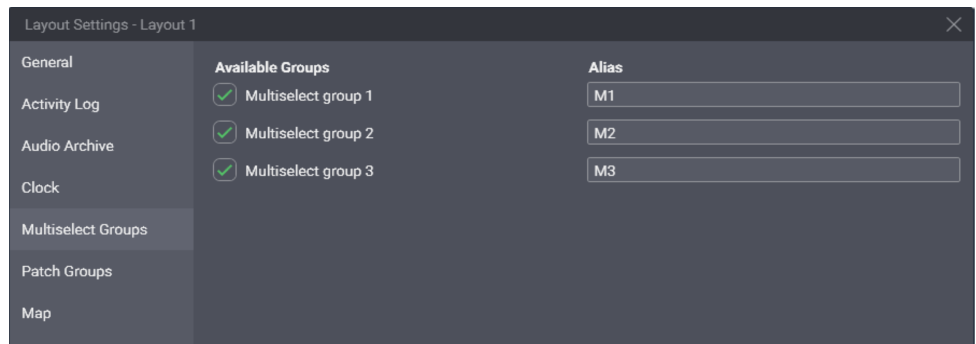 Layout Settings - Layout 1
General
Activity Log
Audio Archive
Clock
Multiselect Groups
Patch Groups
Map
Available Groups
Alias
Multiselect group 1
M1
Multiselect group 2
M2
Multiselect group 3
M3